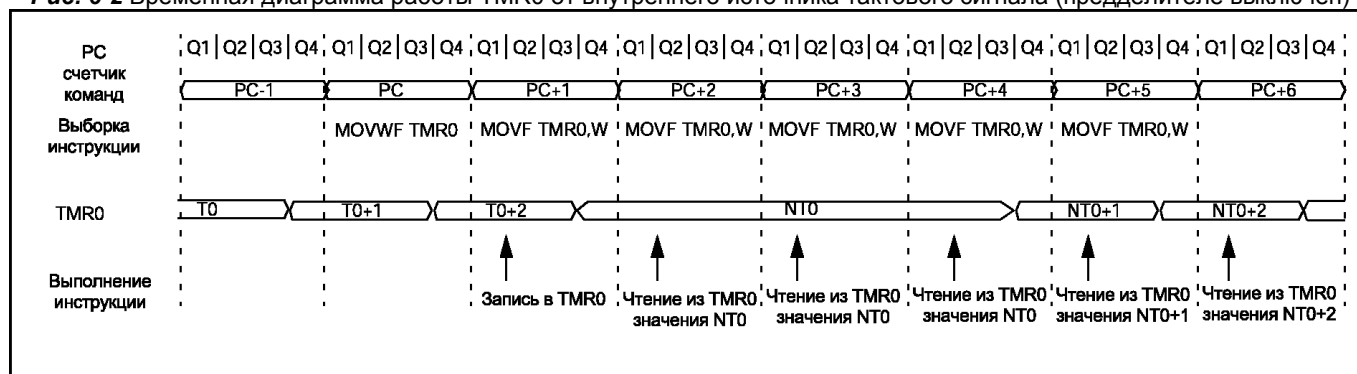 Рис. 6-2 Временная диаграмма работы TMR0 от внутреннего источника тактового сигнала (предделителе выключен)
PC счетчик команд
Q1 Q2 Q3 Q4 Q1 Q2 Q3 Q4 Q1 Q2 Q3 Q4 Q1 Q2 Q3 Q4 Q1 Q2 Q3 Q4 Q1 Q2 Q3 Q4 Q1 Q2 Q3 Q4 Q1 Q2 Q3 Q4
PC-1 PC PC+1 PC+2 PC+3 PC+4 PC+5 PC+6
Выборка инструкции
MOVWF TMR0 MOVF TMR0,W MOVF TMR0,W MOVF TMR0,W MOVF TMR0,W MOVF TMR0,W
TMR0
T0 T0+1 T0+2 NT0 NT0+1 NT0+2
Выполнение инструкции
Запись в TMR0
Чтение из TMR0 значения NT0
Чтение из TMR0 значения NT0
Чтение из TMR0 значения NT0
Чтение из TMR0 значения NT0+1
Чтение из TMR0 значения NT0+2